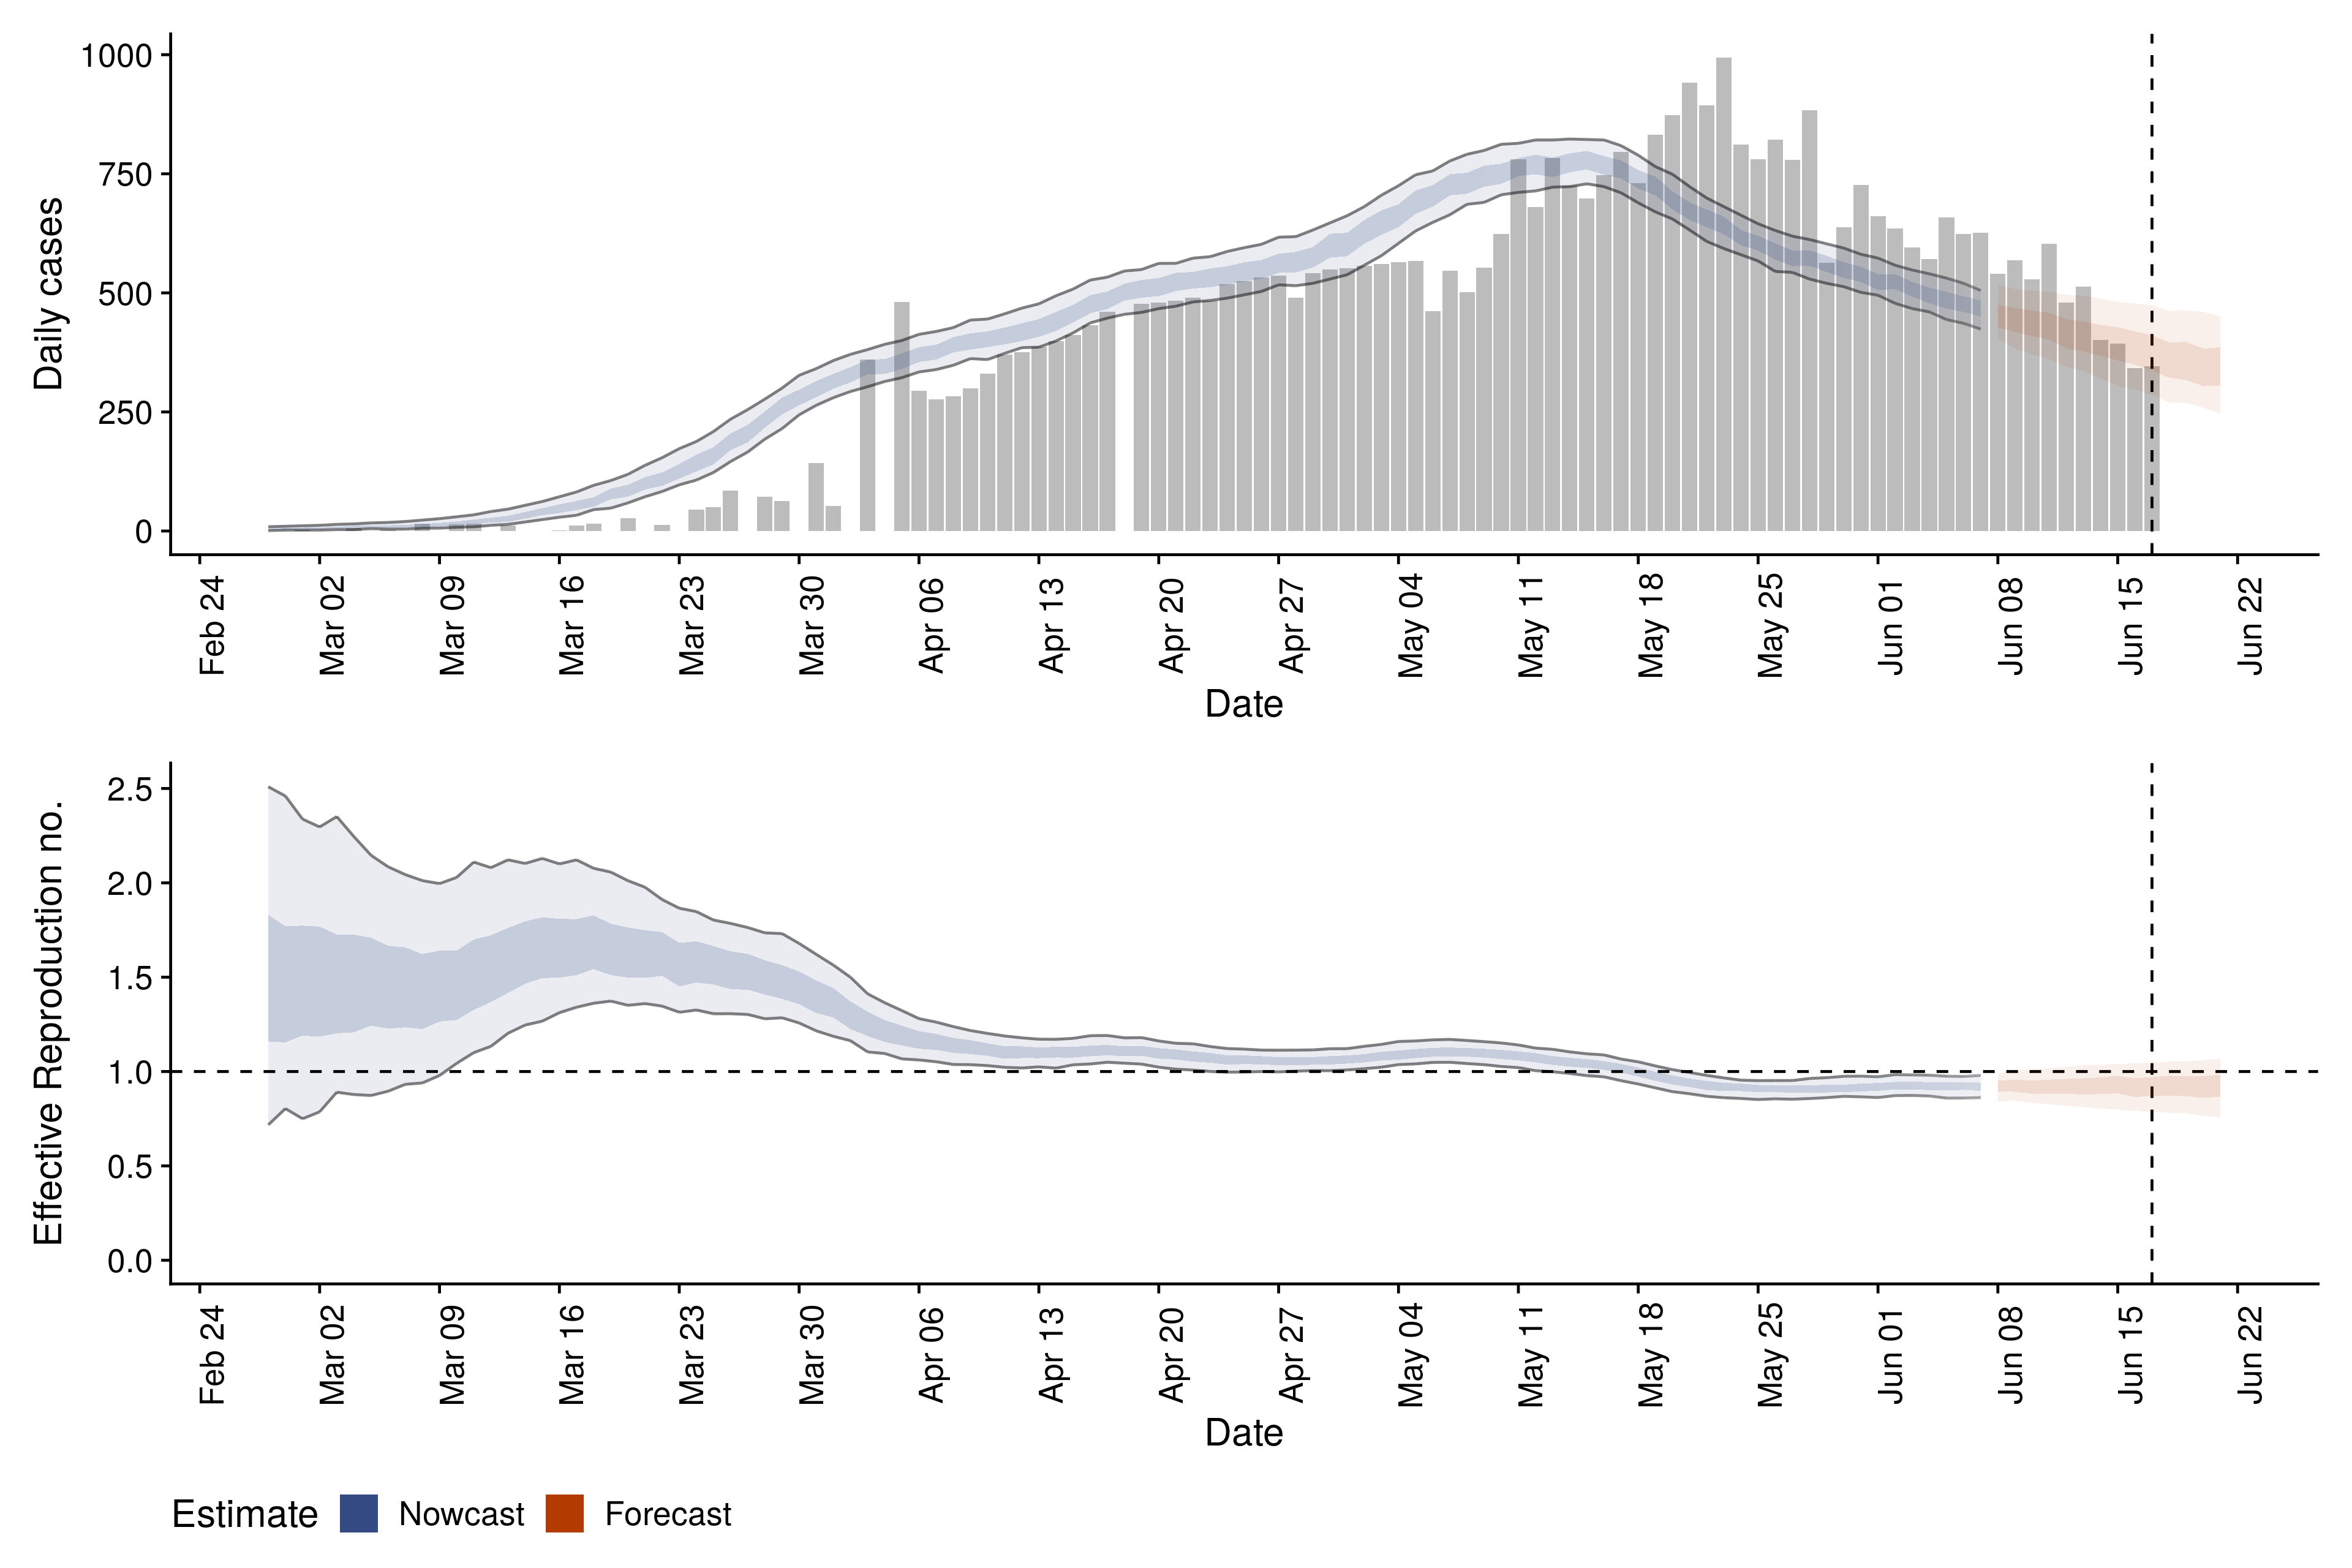 Daily cases
1000
750
500
250
0
Feb 24
Mar 02
Mar 09
Mar 16
Mar 23
Mar 30
Apr 06
Apr 13
Apr 20
Apr 27
May 04
May 11
May 18
May 25
Jun 01
Jun 08
Jun 15
Jun 22
Date
Effective Reproduction no.
2.5
2.0
1.5
1.0
0.5
0.0
Feb 24
Mar 02
Mar 09
Mar 16
Mar 23
Mar 30
Apr 06
Apr 13
Apr 20
Apr 27
May 04
May 11
May 18
May 25
Jun 01
Jun 08
Jun 15
Jun 22
Date
Estimate Nowcast Forecast